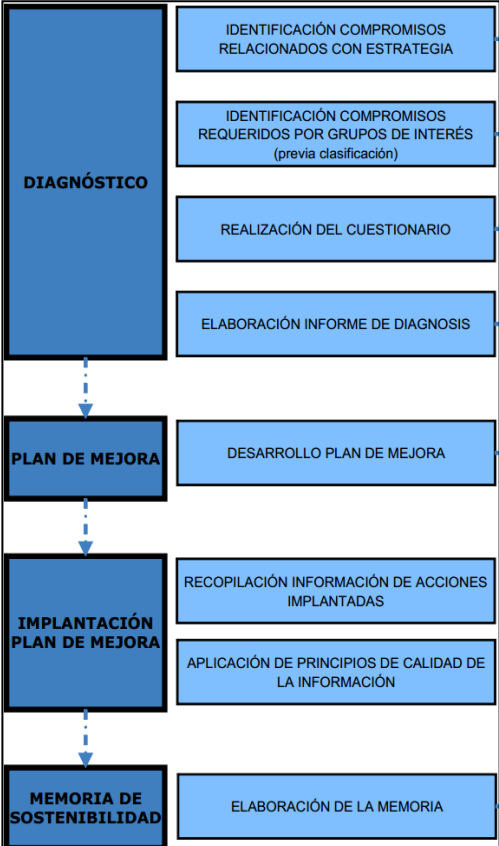 DIAGNÓSTICO
IDENTIFICACIÓN COMPROMISOS
RELACIONADOS CON ESTRATEGIA
IDENTIFICACIÓN COMPROMISOS
REQUERIDOS POR GRUPOS DE INTERÉS
(previa clasificación)
REALIZACIÓN DEL CUESTIONARIO
ELABORACIÓN INFORME DE DIAGNOSIS
PLAN DE MEJORA
DESARROLLO PLAN DE MEJORA
IMPLANTACIÓN
PLAN DE MEJORA
RECOPILACIÓN INFORMACIÓN DE ACCIONES
IMPLANTADAS
APLICACIÓN DE PRINCIPIOS DE CALIDAD DE
LA INFORMACIÓN
MEMORIA DE
SOSTENIBILIDAD
ELABORACIÓN DE LA MEMORIA